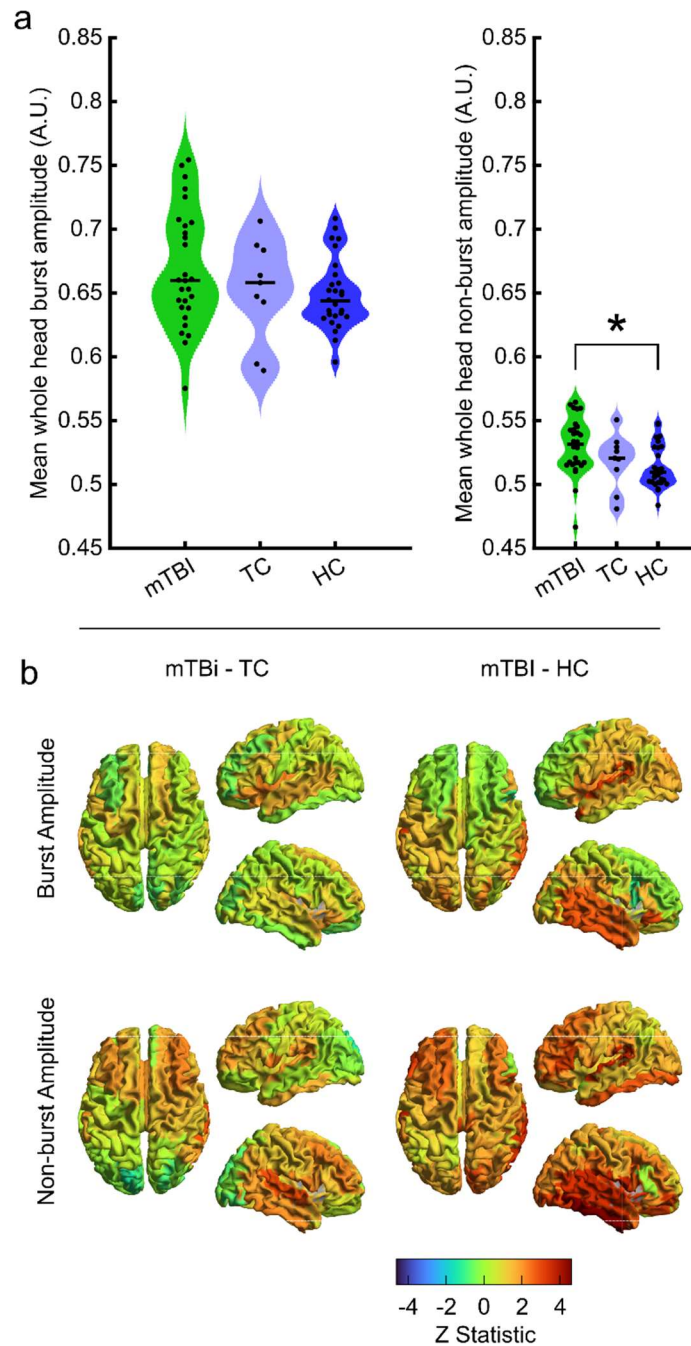 a
Mean whole head burst amplitude (A.U.)
0.85
0.8
0.75
0.7
0.65
0.6
0.55
0.5
0.45
mTBI
TC
HC
Mean whole head non-burst amplitude (A.U.)
0.85
0.8
0.75
0.7
0.65
0.6
0.55
0.5
0.45
*
mTBI
TC
HC
b
mTBi - TC
mTBI - HC
Burst Amplitude
Non-burst Amplitude
-4 -2 0 2 4
Z Statistic